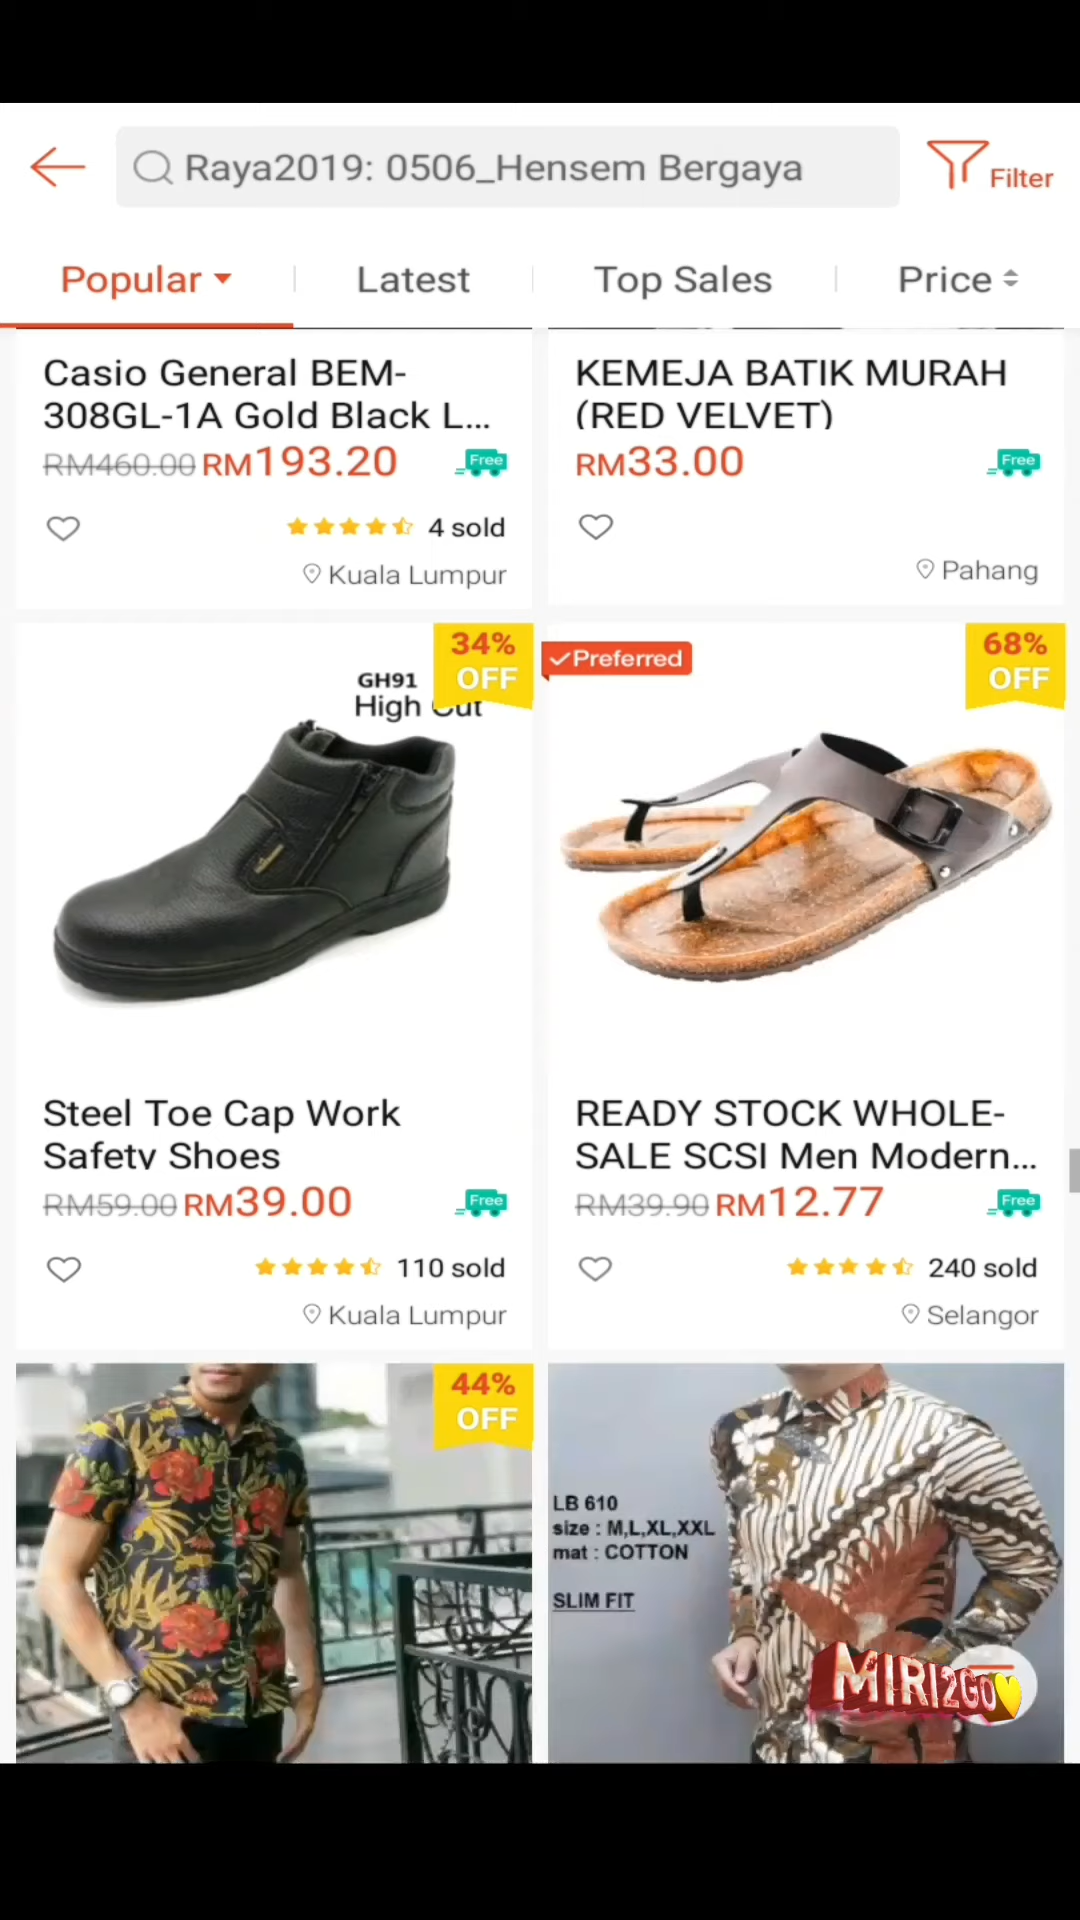 Raya2019: 0506_Hensem Bergaya
Filter
Popular
Latest
Top Sales
Price
Casio General BEM-
308GL-1A Gold Black L...
RM460.00 RM193.20
Free
4 sold
Kuala Lumpur
KEMEJA BATIK MURAH
(RED VELVET)
RM33.00
Free
Pahang
34%
OFF
GH91
High Cut
Steel Toe Cap Work
Safety Shoes
RM59.00 RM39.00
Free
110 sold
Kuala Lumpur
Preferred
68%
OFF
READY STOCK WHOLE-
SALE SCSI Men Modern...
RM39.90 RM12.77
Free
240 sold
Selangor
44%
OFF
LB 610
size : M,L,XL,XXL
mat : COTTON
SLIM FIT
MIRI2GO